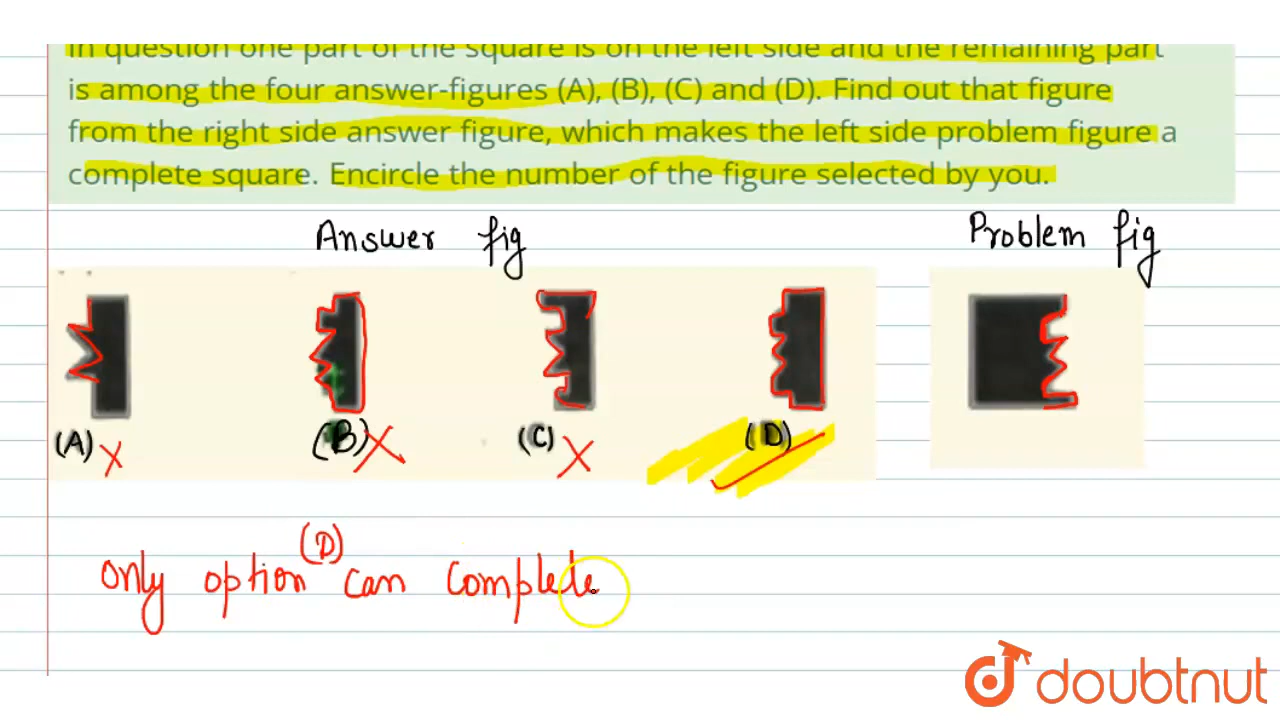 In question one part of the square is on the left side and the remaining part
is among the four answer-figures (A), (B), (C) and (D). Find out that figure
from the right side answer figure, which makes the left side problem figure a
complete square. Encircle the number of the figure selected by you.
Answer fig
Problem fig
(A) (B) (C) (D)
only option (D) can complete
doubtnut